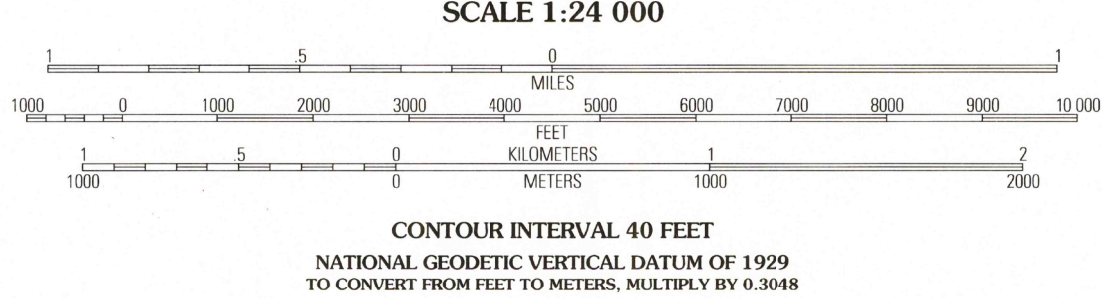 SCALE 1:24 000
1 .5 0 1
MILES
1000 0 1000 2000 3000 4000 5000 6000 7000 8000 9000 10 000
FEET
1 .5 0 KILOMETERS 1 2
1000 0 METERS 1000 2000
CONTOUR INTERVAL 40 FEET
NATIONAL GEODETIC VERTICAL DATUM OF 1929
TO CONVERT FROM FEET TO METERS, MULTIPLY BY 0.3048